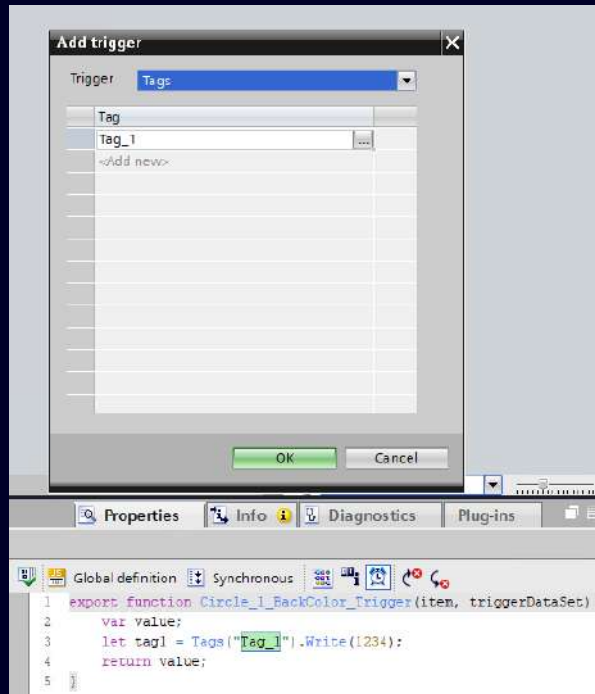 Add trigger
Trigger Tags
Tag
Tag_1 ...
<Add new>
OK Cancel
Properties Info Diagnostics Plug-ins
Global definition Synchronous
1 export function Circle_1_BackColor_Trigger(item, triggerDataSet)
2 var value;
3 let tag1 = Tags("Tag_1").Write(1234);
4 return value;
5 }